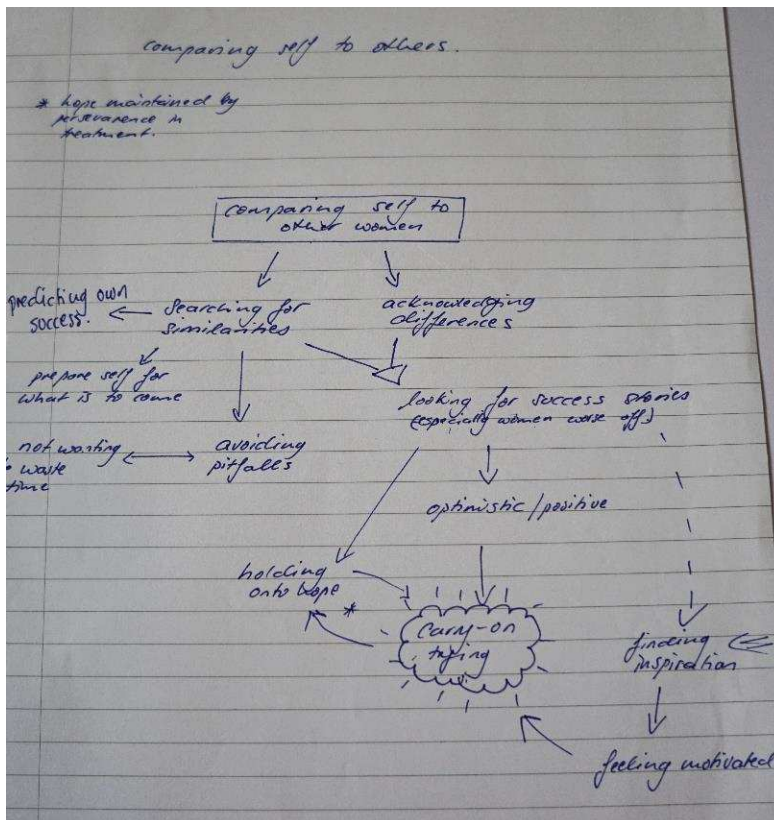 comparing self to others.
* hope maintained by
perseverence in
treatment.
comparing self to
other women
predicting own
success.
searching for
similarities
acknowledging
differences
prepare self for
what is to come
looking for success stories
(especially women worse off)
not wanting
waste
time
avoiding
pitfalls
optimistic/positive
holding
onto hope
*
carry-on
trying
finding
inspiration
feeling motivated